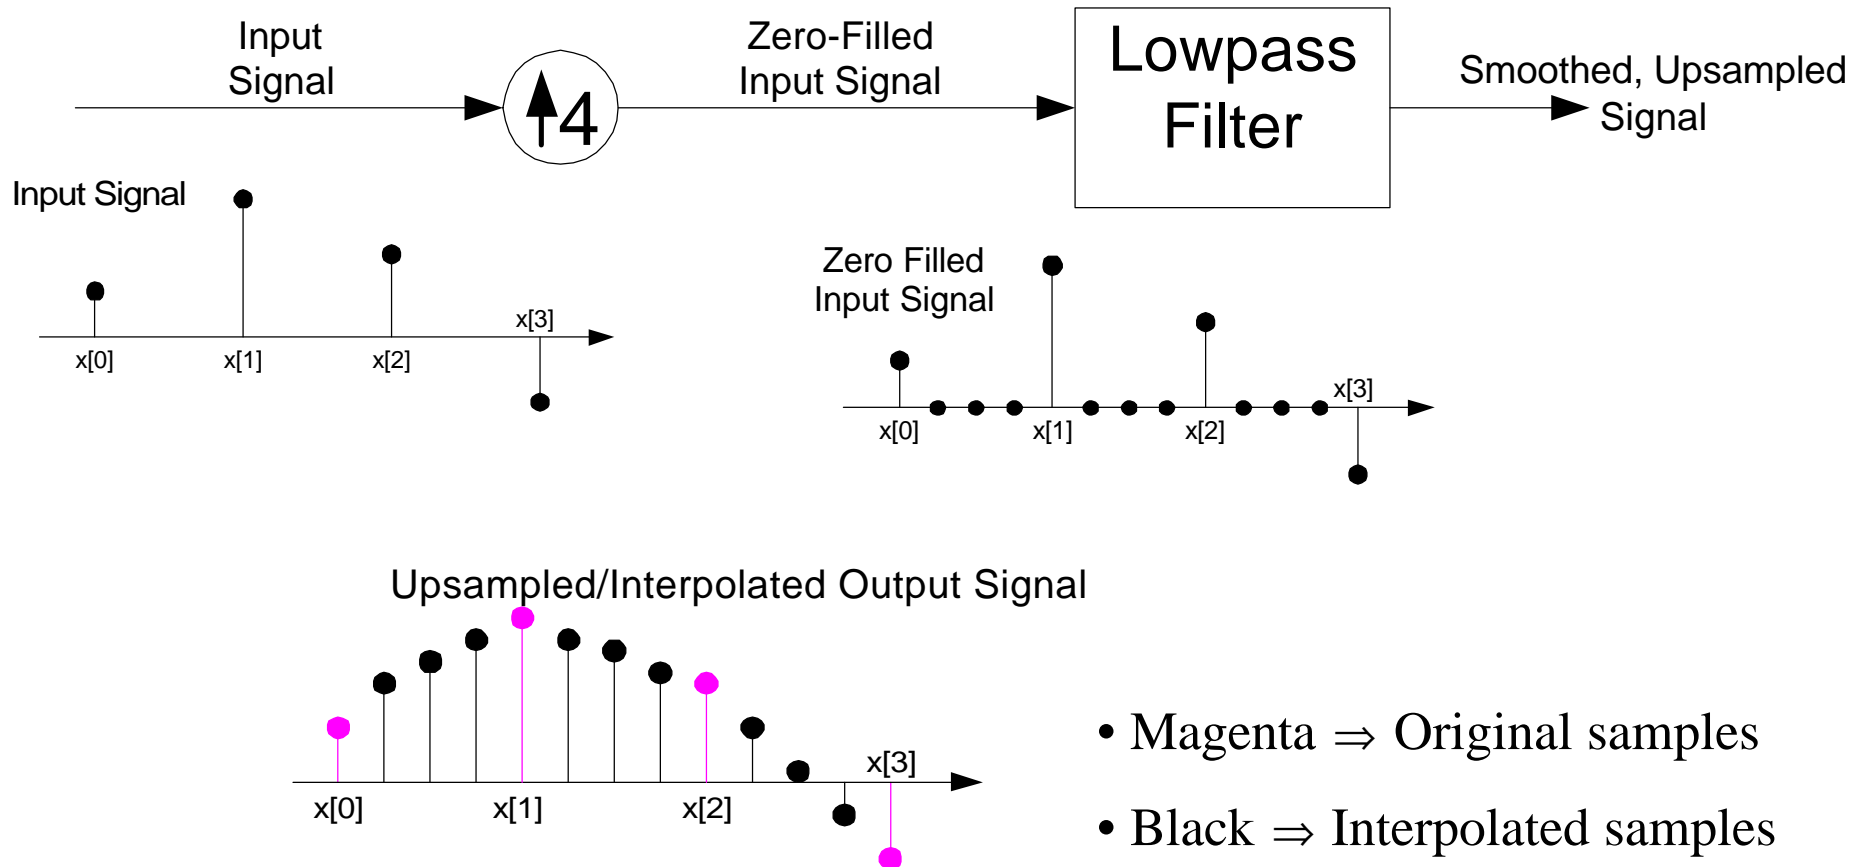 Input
Signal
↑4
Zero-Filled
Input Signal
Lowpass
Filter
Smoothed, Upsampled
Signal
Input Signal
x[0]
x[1]
x[2]
x[3]
Zero Filled
Input Signal
x[0]
x[1]
x[2]
x[3]
Upsampled/Interpolated Output Signal
x[0]
x[1]
x[2]
x[3]
• Magenta ⇒ Original samples
• Black ⇒ Interpolated samples